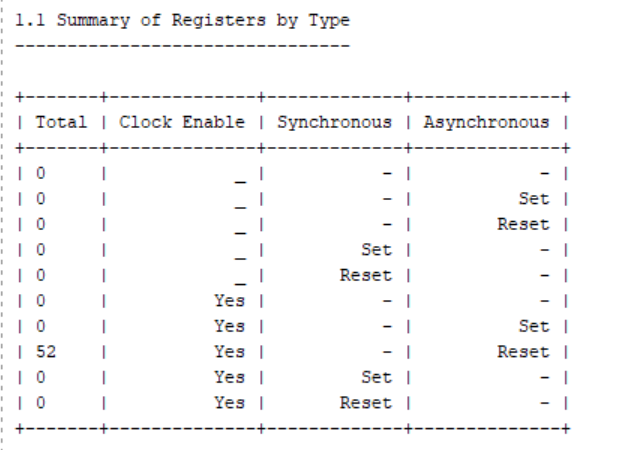 1.1 Summary of Registers by Type
--------------------------------
+-------+--------------+-------------+--------------+
| Total | Clock Enable | Synchronous | Asynchronous |
+-------+--------------+-------------+--------------+
| 0     |            _ |           - |            - |
| 0     |            _ |           - |          Set |
| 0     |            _ |           - |        Reset |
| 0     |            _ |         Set |            - |
| 0     |            _ |       Reset |            - |
| 0     |          Yes |           - |            - |
| 0     |          Yes |           - |          Set |
| 52    |          Yes |           - |        Reset |
| 0     |          Yes |         Set |            - |
| 0     |          Yes |       Reset |            - |
+-------+--------------+-------------+--------------+